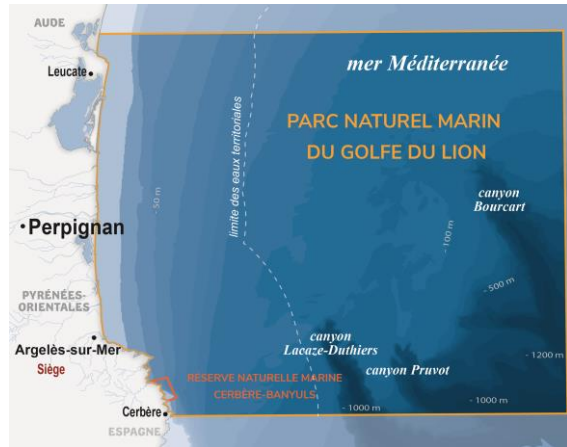 AUDE
Leucate
mer Méditerranée
PARC NATUREL MARIN
DU GOLFE DU LION
limite des eaux territoriales
- 50 m
canyon
Bourcart
Perpignan
- 100 m
- 500 m
PYRÉNÉES-
ORIENTALES
Argelès-sur-Mer
Siège
canyon
Lacaze-Duthiers
canyon Pruvot
- 1200 m
RESERVE NATURELLE MARINE
CERBÈRE-BANYULS
Cerbère
- 1000 m
- 1000 m
ESPAGNE